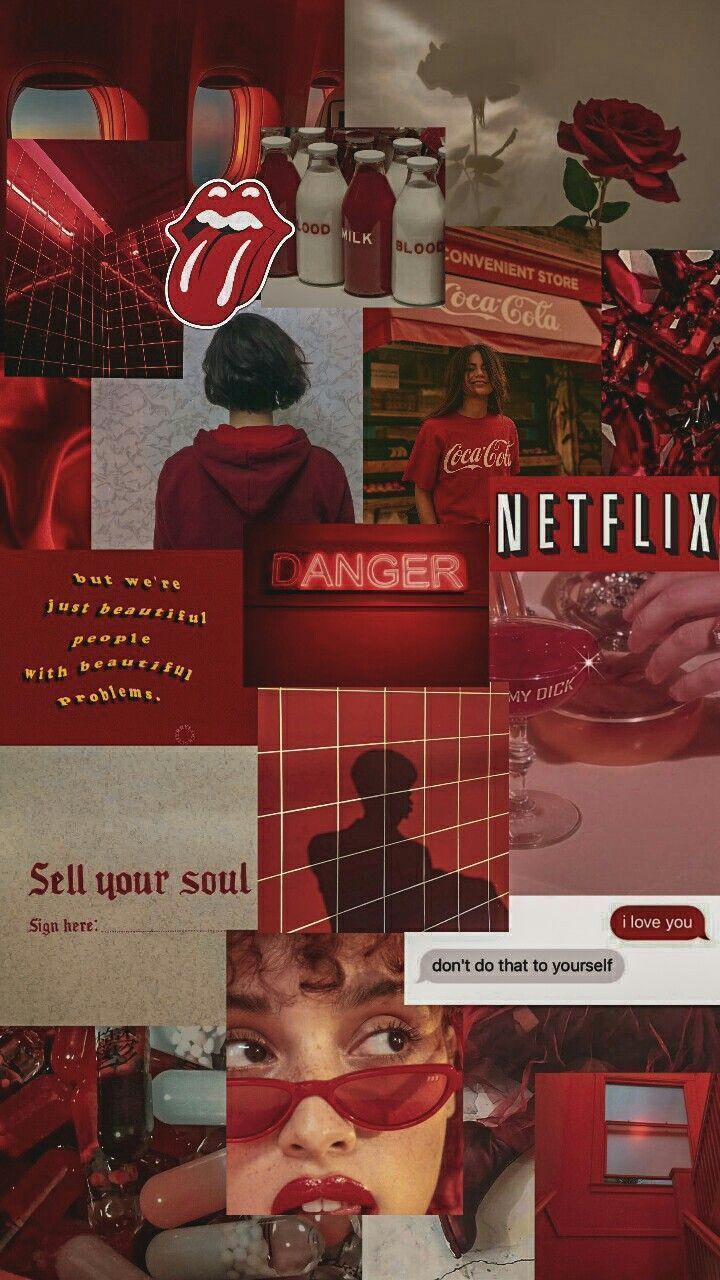 LOOD
MILK
BLOOD
CONVENIENT STORE
Coca-Cola
Coca-Cola
NETFLIX
DANGER
but we're
just beautiful
people
with beautiful
problems.
MY DICK
Sell your soul
Sign here:
i love you
don't do that to yourself